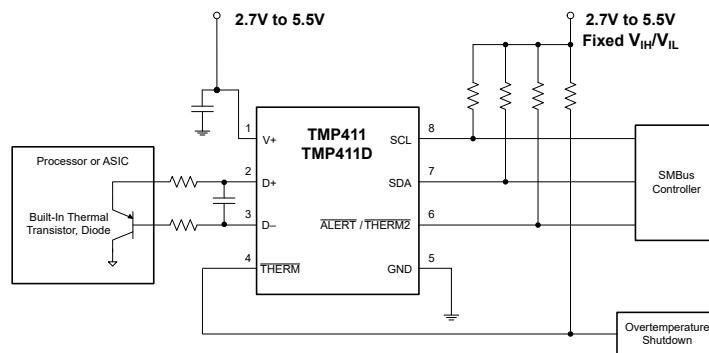 2.7V to 5.5V
2.7V to 5.5V
Fixed VIH/VIL
TMP411
TMP411D
1
V+
SCL
8
Processor or ASIC
2
D+
SDA
7
SMBus
Controller
Built-In Thermal
Transistor, Diode
3
D–
ALERT / THERM2
6
4
THERM
GND
5
Overtemperature
Shutdown